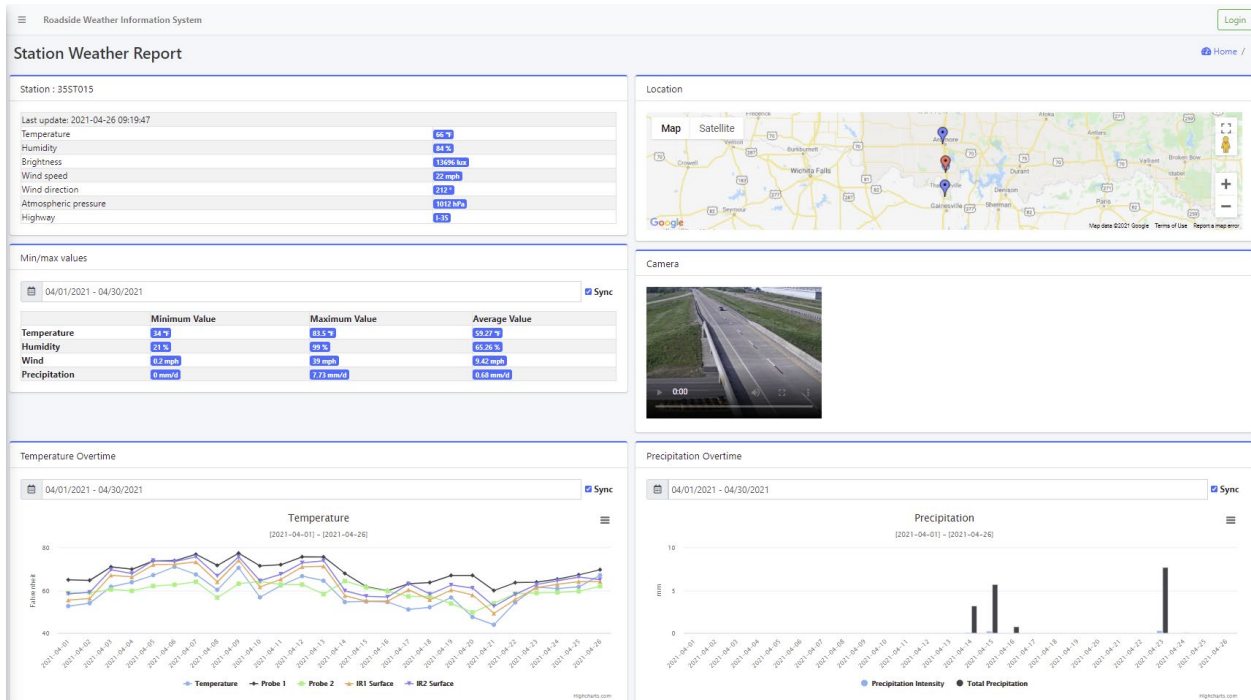 Roadside Weather Information System
Login
Station Weather Report
Home /
Station : 35ST015
Last update: 2021-04-26 09:19:47
Temperature 66 °F
Humidity 84 %
Brightness 13696 lux
Wind speed 22 mph
Wind direction 212 °
Atmospheric pressure 1012 hPa
Highway I-35
Location
Map Satellite
Frederick
Vernon
Burkburnett
Crowell
Wichita Falls
Seymour
Ardmore
Thackerville
Gainesville
Sherman
Denison
Durant
Atoka
Antlers
Paris
Valliant
Broken Bow
Idabel
Google
Map data ©2021 Google Terms of Use Report a map error
Min/max values
04/01/2021 - 04/30/2021
Sync
Minimum Value Maximum Value Average Value
Temperature 34 °F 83.5 °F 59.27 °F
Humidity 21 % 99 % 65.26 %
Wind 0.2 mph 39 mph 9.42 mph
Precipitation 0 mm/d 7.73 mm/d 0.68 mm/d
Camera
0:00
Temperature Overtime
04/01/2021 - 04/30/2021
Sync
Temperature
[2021-04-01] - [2021-04-26]
Fahrenheit
80
60
40
2021-04-01
2021-04-02
2021-04-03
2021-04-04
2021-04-05
2021-04-06
2021-04-07
2021-04-08
2021-04-09
2021-04-10
2021-04-11
2021-04-12
2021-04-13
2021-04-14
2021-04-15
2021-04-16
2021-04-17
2021-04-18
2021-04-19
2021-04-20
2021-04-21
2021-04-22
2021-04-23
2021-04-24
2021-04-25
2021-04-26
Temperature Probe 1 Probe 2 IR1 Surface IR2 Surface
Highcharts.com
Precipitation Overtime
04/01/2021 - 04/30/2021
Sync
Precipitation
[2021-04-01] - [2021-04-26]
mm
10
5
0
2021-04-01
2021-04-02
2021-04-03
2021-04-04
2021-04-05
2021-04-06
2021-04-07
2021-04-08
2021-04-09
2021-04-10
2021-04-11
2021-04-12
2021-04-13
2021-04-14
2021-04-15
2021-04-16
2021-04-17
2021-04-18
2021-04-19
2021-04-20
2021-04-21
2021-04-22
2021-04-23
2021-04-24
2021-04-25
2021-04-26
Precipitation Intensity Total Precipitation
Highcharts.com